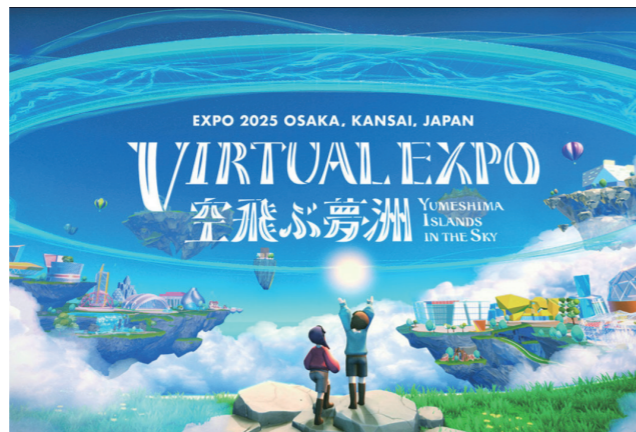 EXPO 2025 OSAKA, KANSAI, JAPAN
VIRTUAL EXPO
空飛ぶ夢洲
YUMESHIMA
ISLANDS
IN THE SKY